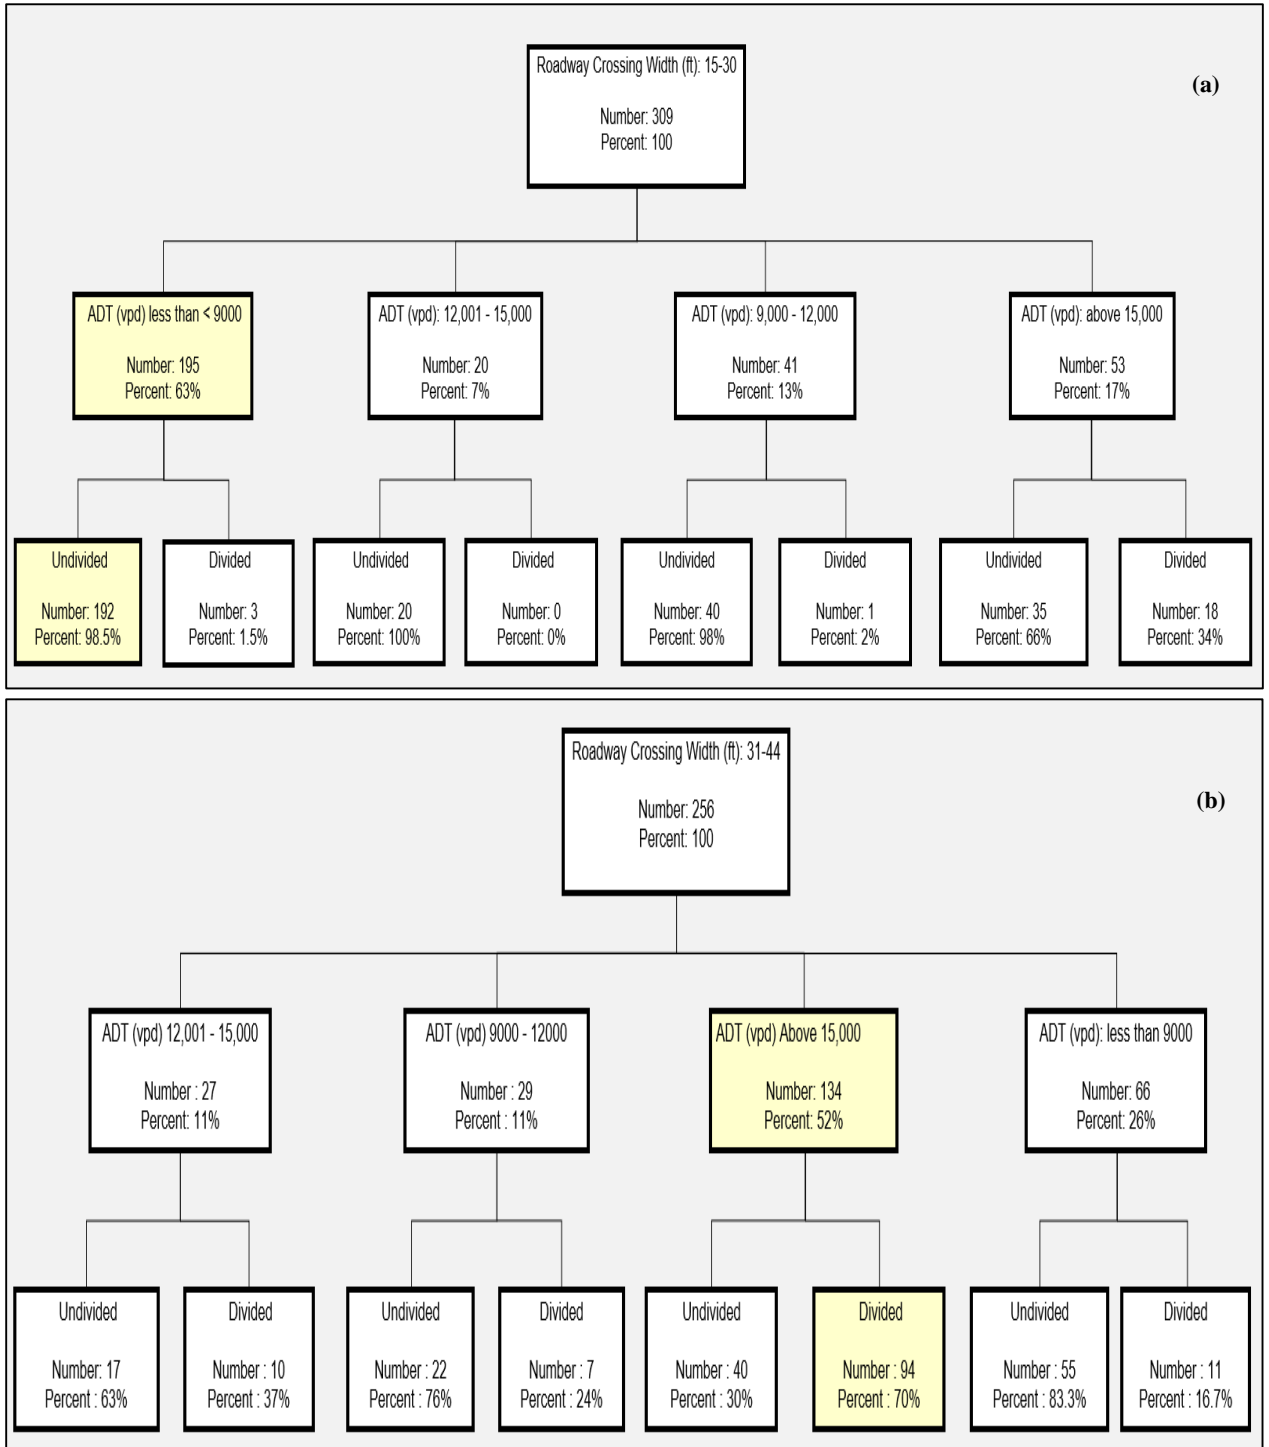 Roadway Crossing Width (ft): 15-30
Number: 309
Percent: 100
(a)
ADT (vpd) less than < 9000
Number: 195
Percent: 63%
ADT (vpd): 12,001 - 15,000
Number: 20
Percent: 7%
ADT (vpd): 9,000 - 12,000
Number: 41
Percent: 13%
ADT (vpd): above 15,000
Number: 53
Percent: 17%
Undivided
Number: 192
Percent: 98.5%
Divided
Number: 3
Percent: 1.5%
Undivided
Number: 20
Percent: 100%
Divided
Number: 0
Percent: 0%
Undivided
Number: 40
Percent: 98%
Divided
Number: 1
Percent: 2%
Undivided
Number: 35
Percent: 66%
Divided
Number: 18
Percent: 34%
Roadway Crossing Width (ft): 31-44
Number: 256
Percent: 100
(b)
ADT (vpd) 12,001 - 15,000
Number : 27
Percent: 11%
ADT (vpd) 9000 - 12000
Number : 29
Percent : 11%
ADT (vpd) Above 15,000
Number: 134
Percent: 52%
ADT (vpd): less than 9000
Number: 66
Percent: 26%
Undivided
Number: 17
Percent : 63%
Divided
Number : 10
Percent : 37%
Undivided
Number : 22
Percent : 76%
Divided
Number : 7
Percent : 24%
Undivided
Number : 40
Percent : 30%
Divided
Number : 94
Percent : 70%
Undivided
Number : 55
Percent : 83.3%
Divided
Number : 11
Percent : 16.7%